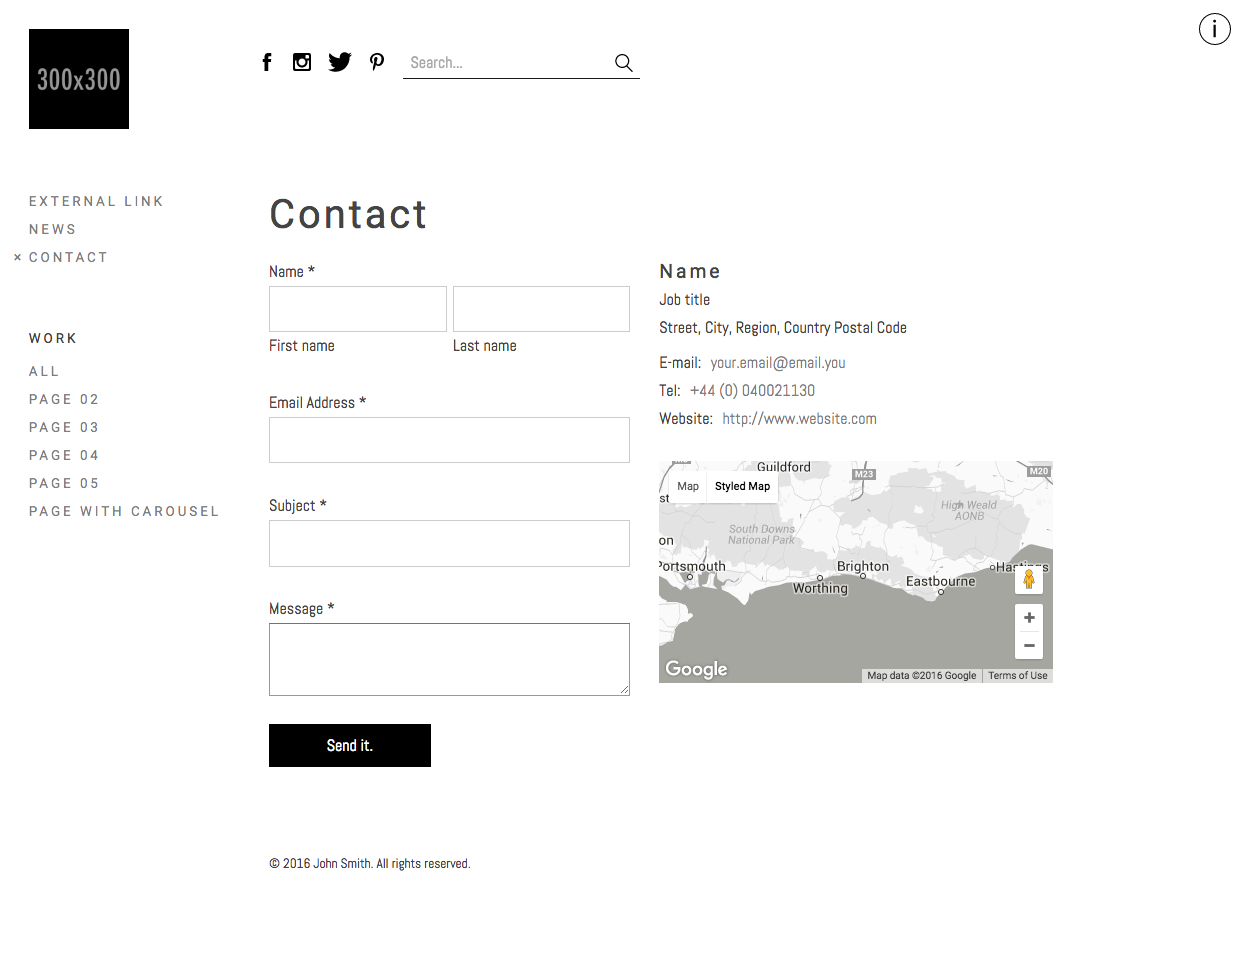 300x300
Search...
i
EXTERNAL LINK
NEWS
× CONTACT
WORK
ALL
PAGE 02
PAGE 03
PAGE 04
PAGE 05
PAGE WITH CAROUSEL
Contact
Name *
First name Last name
Email Address *
Subject *
Message *
Send it.
Name
Job title
Street, City, Region, Country Postal Code
E-mail: your.email@email.you
Tel: +44 (0) 040021130
Website: http://www.website.com
Guildford
M23
M20
Map Styled Map
st
High Weald
AONB
South Downs
National Park
on
Portsmouth
Brighton
Hastings
Worthing
Eastbourne
Google
Map data ©2016 Google Terms of Use
© 2016 John Smith. All rights reserved.